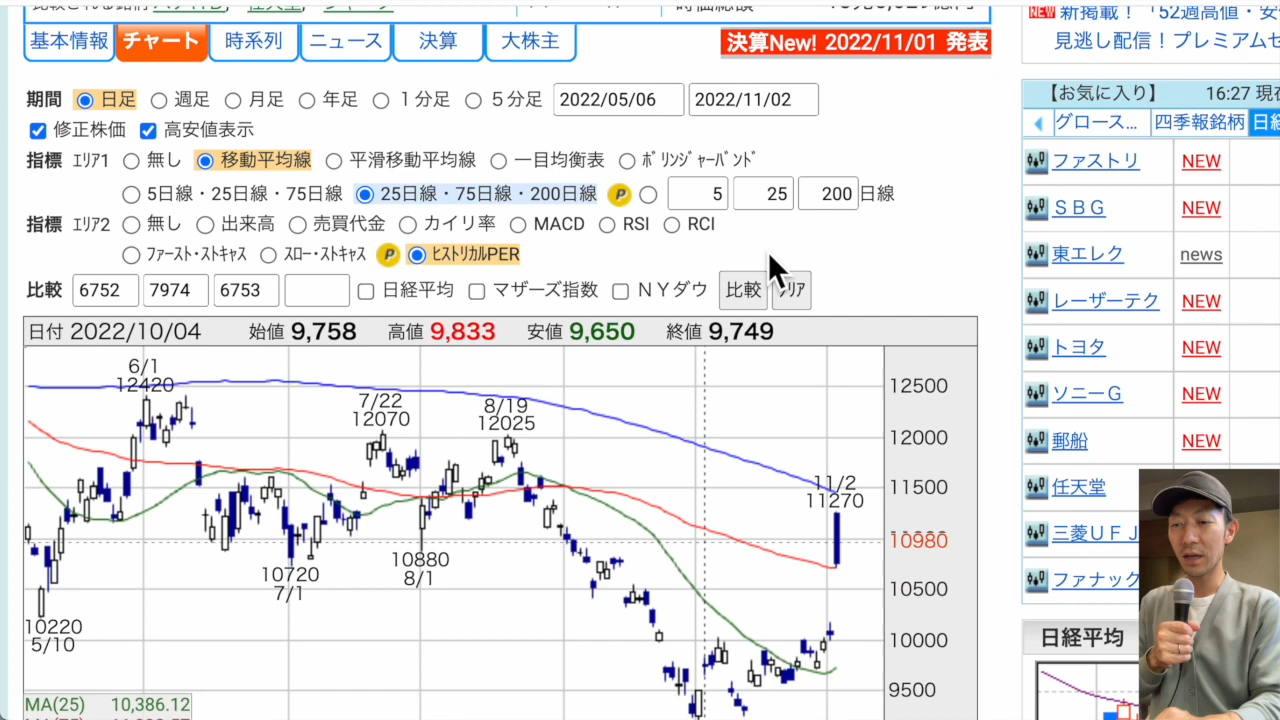 基本情報 チャート 時系列 ニュース 決算 大株主
決算New! 2022/11/01 発表
期間 日足 週足 月足 年足 1分足 5分足 2022/05/06 2022/11/02
修正株価 高安値表示
指標 エリア1 無し 移動平均線 平滑移動平均線 一目均衡表 ボリンジャーバンド
5日線・25日線・75日線 25日線・75日線・200日線 P 5 25 200 日線
指標 エリア2 無し 出来高 売買代金 カイリ率 MACD RSI RCI
ファースト・ストキャス スロー・ストキャス P ヒストリカルPER
比較 6752 7974 6753 日経平均 マザーズ指数 NYダウ 比較
日付 2022/10/04 始値 9,758 高値 9,833 安値 9,650 終値 9,749
6/1
12420
7/22
12070
8/19
12025
11/2
11270
10880
8/1
10720
7/1
10220
5/10
12500
12000
11500
10980
10500
10000
9500
MA(25) 10,386.12
NEW 新掲載！「52週高値・安
見逃し配信！プレミアムセ
【お気に入り】 16:27 現在
グロース... 四季報銘柄 日経
ファストリ NEW
SBG NEW
東エレク news
レーザーテク NEW
トヨタ NEW
ソニーG NEW
郵船 NEW
任天堂
三菱UFJ
ファナック
日経平均